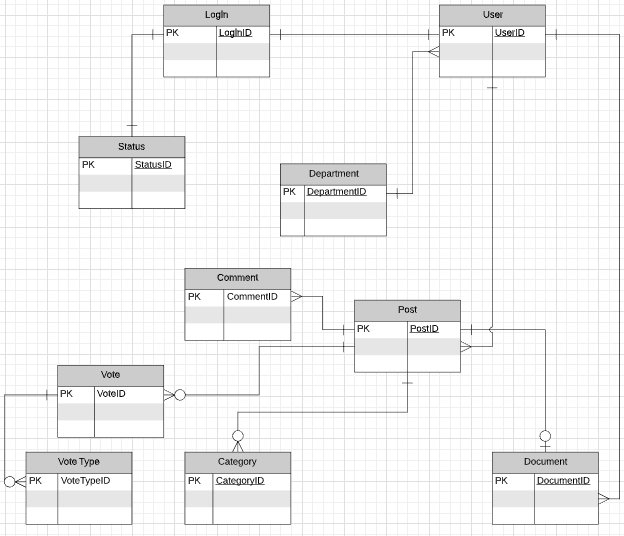 LogIn
PK LogInID
User
PK UserID
Status
PK StatusID
Department
PK DepartmentID
Comment
PK CommentID
Post
PK PostID
Vote
PK VoteID
Vote Type
PK VoteTypeID
Category
PK CategoryID
Document
PK DocumentID